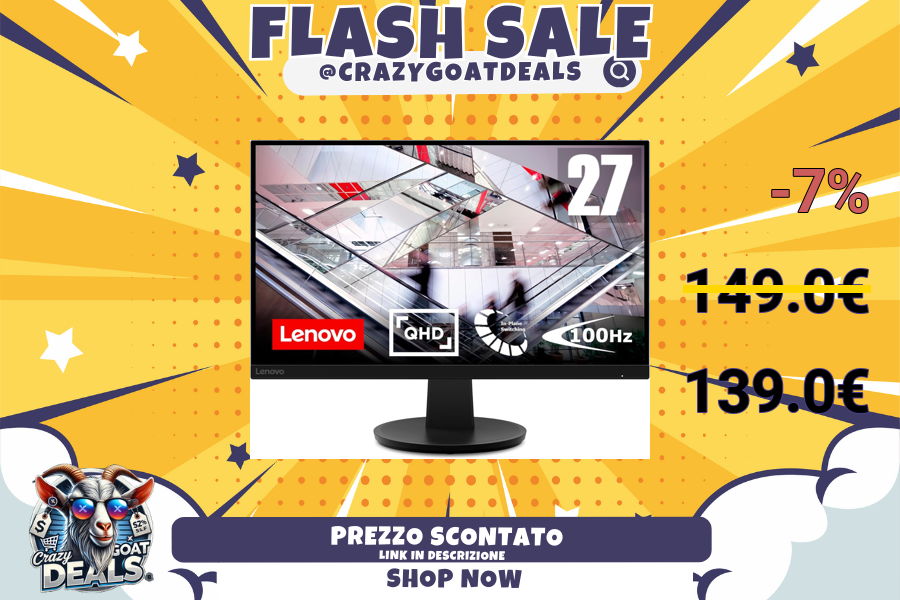 FLASH SALE
@CRAZYGOATDEALS
27
-7%
149.0€
139.0€
Lenovo
QHD
In-Plane
Switching
100Hz
Lenovo
$
52%
Crazy
GOAT
DEALS
PREZZO SCONTATO
LINK IN DESCRIZIONE
SHOP NOW